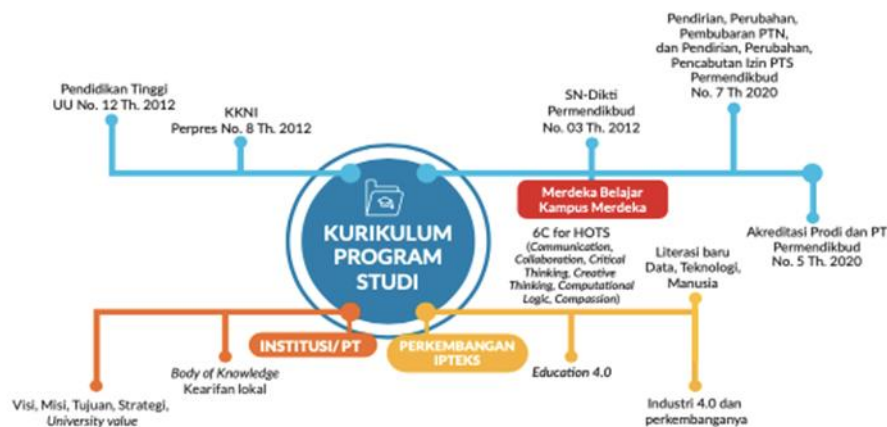 Pendidikan Tinggi
UU No. 12 Th. 2012
KKNI
Perpres No. 8 Th. 2012
SN-Dikti
Permendikbud
No. 03 Th. 2012
Pendirian, Perubahan,
Pembubaran PTN,
dan Pendirian, Perubahan,
Pencabutan Izin PTS
Permendikbud
No. 7 Th 2020
Merdeka Belajar
Kampus Merdeka
Akreditasi Prodi dan PT
Permendikbud
No. 5 Th. 2020
KURIKULUM
PROGRAM
STUDI
6C for HOTS
(Communication,
Collaboration, Critical
Thinking, Creative
Thinking, Computational
Logic, Compassion)
Literasi baru
Data, Teknologi,
Manusia
INSTITUSI/ PT
PERKEMBANGAN
IPTEKS
Body of Knowledge
Kearifan lokal
Education 4.0
Visi, Misi, Tujuan, Strategi,
University value
Industri 4.0 dan
perkembanganya